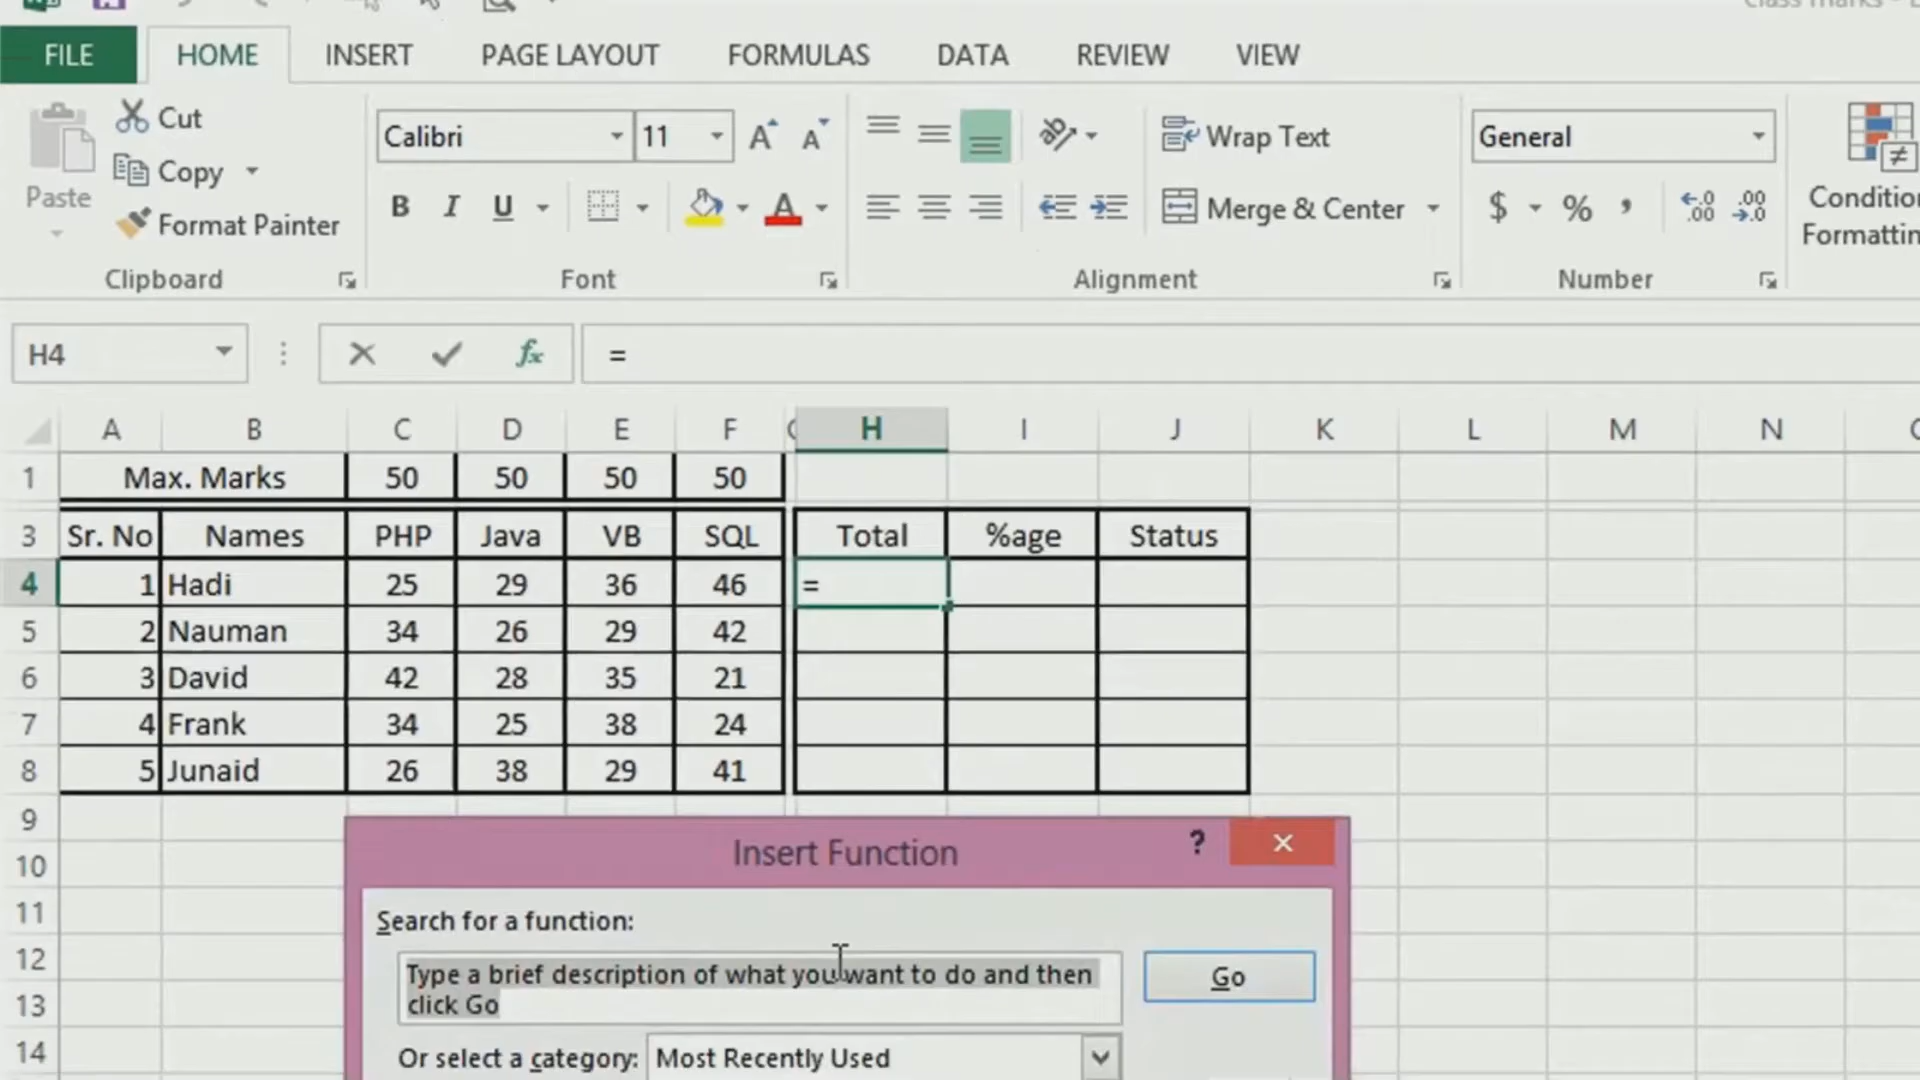 Class marks -
FILE HOME INSERT PAGE LAYOUT FORMULAS DATA REVIEW VIEW
Paste
Cut
Copy
Format Painter
Clipboard
Calibri 11
B I U
Font
Wrap Text
Merge & Center
Alignment
General
$ % ,
Number
Condition
Formattin
H4 fx =
A B C D E F H I J K L M N
1 Max. Marks 50 50 50 50
3 Sr. No Names PHP Java VB SQL Total %age Status
4 1 Hadi 25 29 36 46 =
5 2 Nauman 34 26 29 42
6 3 David 42 28 35 21
7 4 Frank 34 25 38 24
8 5 Junaid 26 38 29 41
9
10
11
12
13
14
Insert Function ?
Search for a function:
Type a brief description of what you want to do and then
click Go
Go
Or select a category: Most Recently Used